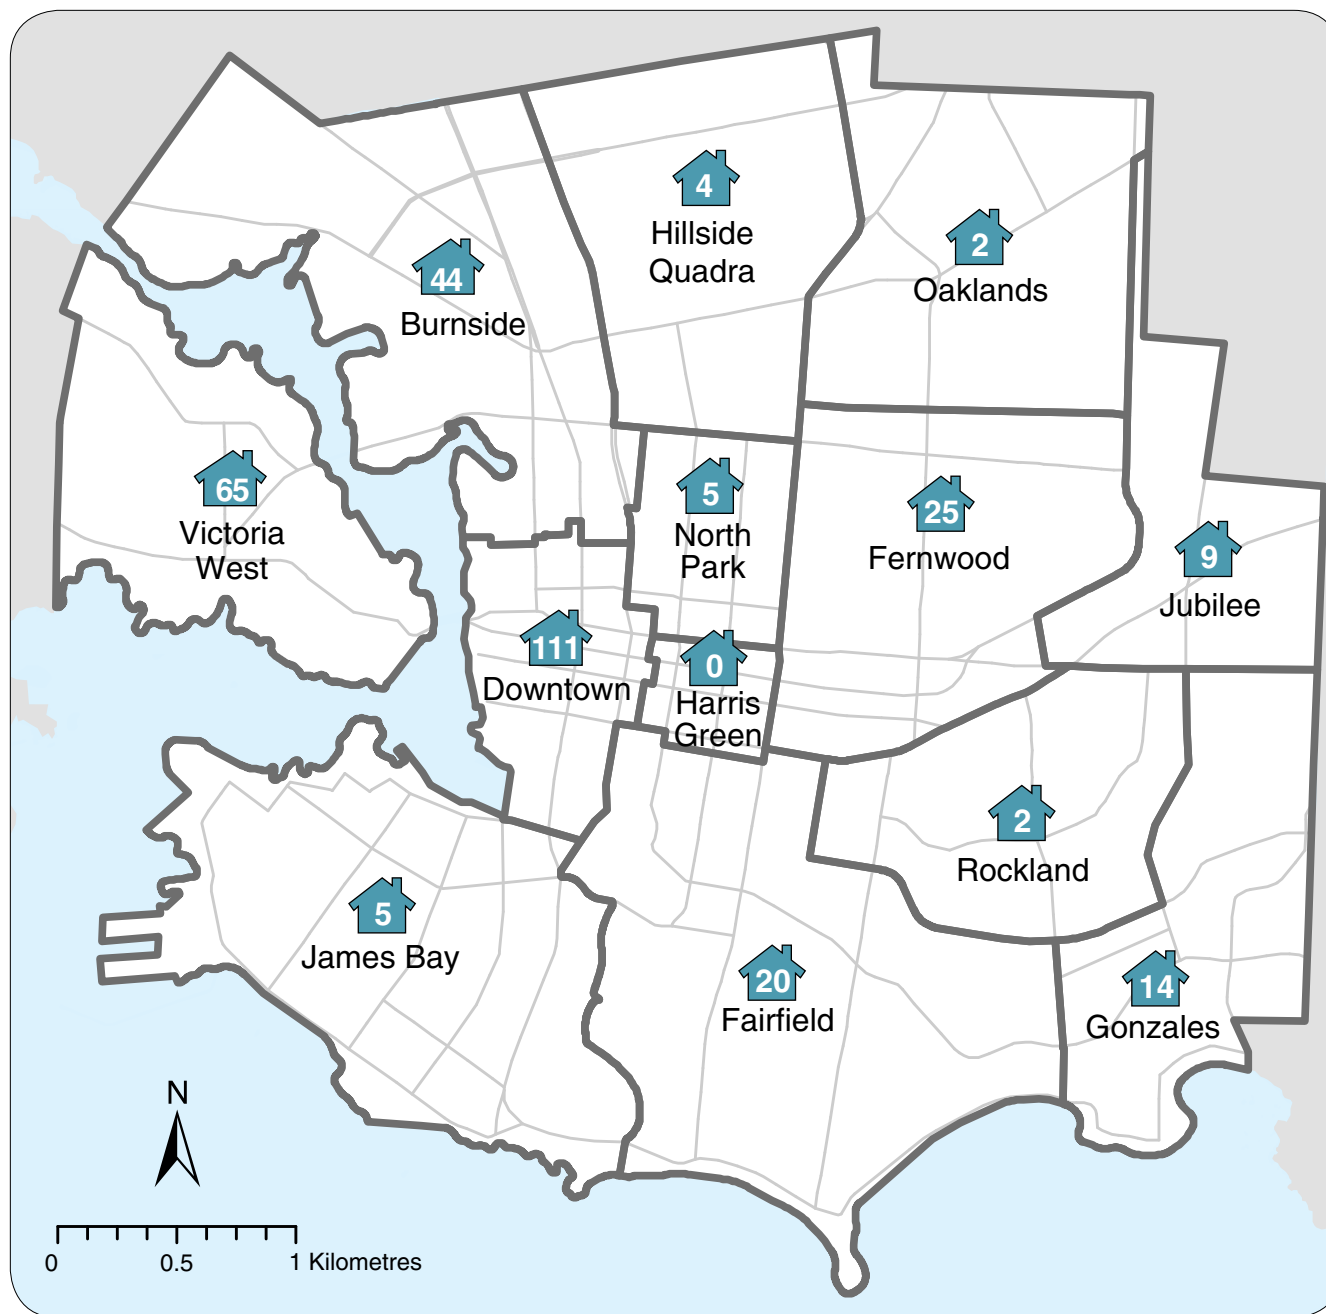 4
Hillside
Quadra
2
Oaklands
44
Burnside
65
Victoria
West
5
North
Park
25
Fernwood
9
Jubilee
111
Downtown
0
Harris
Green
2
Rockland
5
James Bay
20
Fairfield
14
Gonzales
N
0 0.5 1 Kilometres